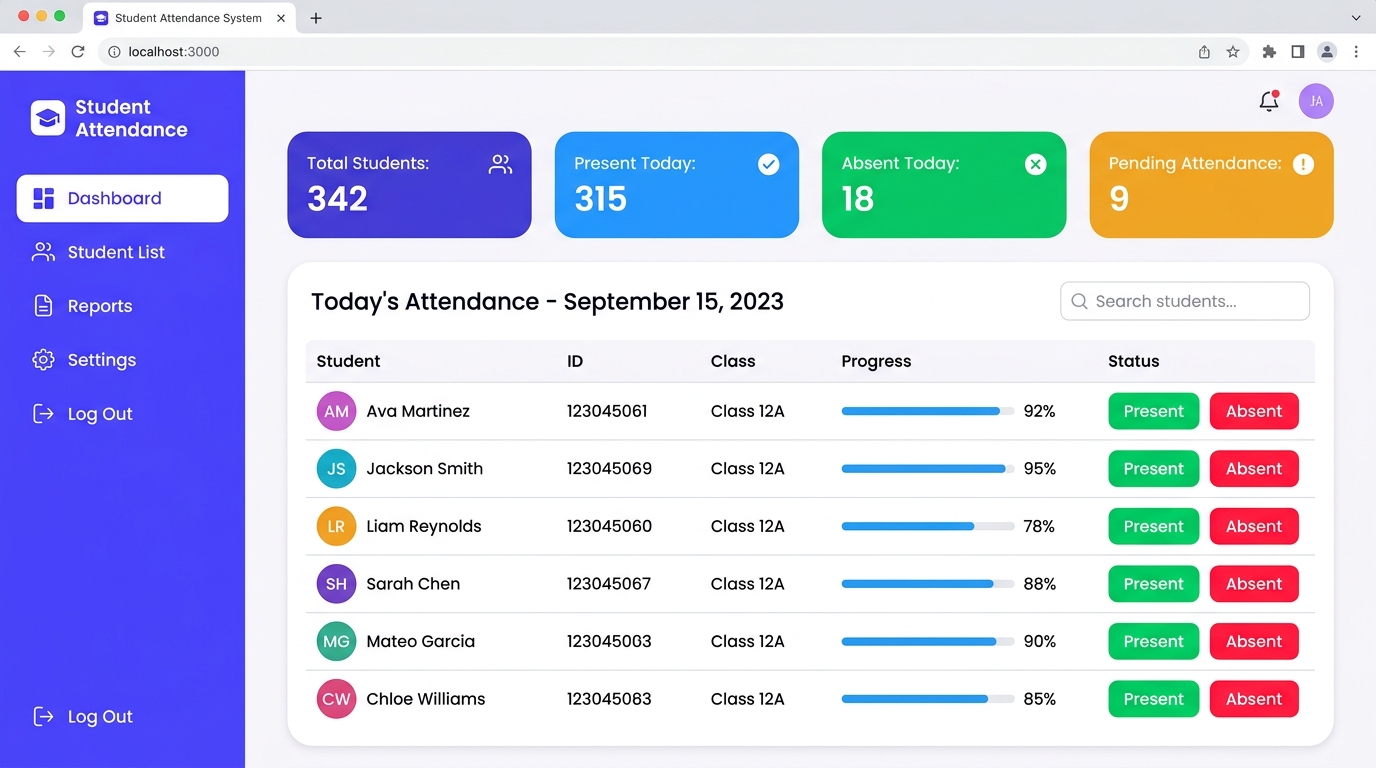 Student Attendance System
localhost:3000
Student
Attendance
Dashboard
Student List
Reports
Settings
Log Out
Log Out
JA
Total Students:
342
Present Today:
315
Absent Today:
18
Pending Attendance:
9
Today's Attendance - September 15, 2023
Search students...
Student ID Class Progress Status
AM Ava Martinez 123045061 Class 12A 92% Present Absent
JS Jackson Smith 123045069 Class 12A 95% Present Absent
LR Liam Reynolds 123045060 Class 12A 78% Present Absent
SH Sarah Chen 123045067 Class 12A 88% Present Absent
MG Mateo Garcia 123045003 Class 12A 90% Present Absent
CW Chloe Williams 123045063 Class 12A 85% Present Absent